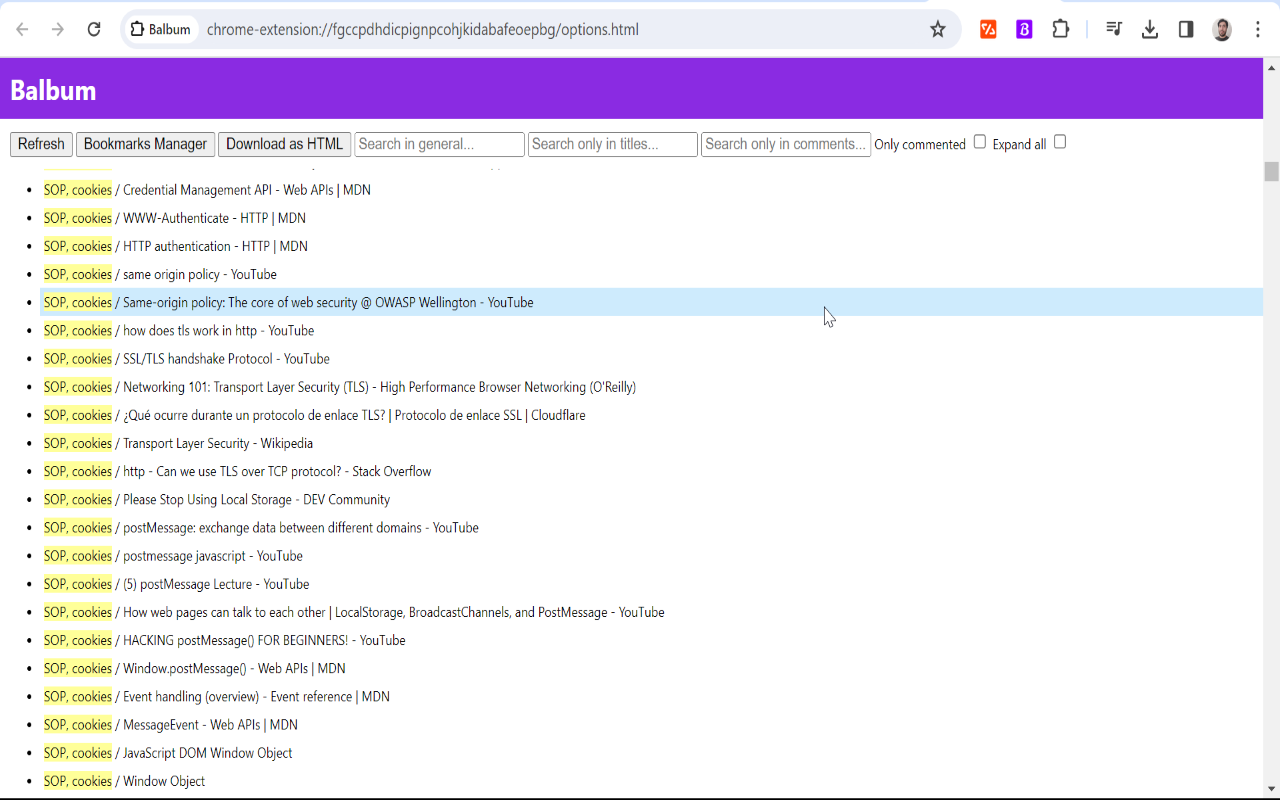 Balbum chrome-extension://fgccpdhdicpignpcohjkidabafeoepbg/options.html
Balbum
Refresh Bookmarks Manager Download as HTML Search in general... Search only in titles... Search only in comments... Only commented Expand all
SOP, cookies / Credential Management API - Web APIs | MDN
SOP, cookies / WWW-Authenticate - HTTP | MDN
SOP, cookies / HTTP authentication - HTTP | MDN
SOP, cookies / same origin policy - YouTube
SOP, cookies / Same-origin policy: The core of web security @ OWASP Wellington - YouTube
SOP, cookies / how does tls work in http - YouTube
SOP, cookies / SSL/TLS handshake Protocol - YouTube
SOP, cookies / Networking 101: Transport Layer Security (TLS) - High Performance Browser Networking (O'Reilly)
SOP, cookies / ¿Qué ocurre durante un protocolo de enlace TLS? | Protocolo de enlace SSL | Cloudflare
SOP, cookies / Transport Layer Security - Wikipedia
SOP, cookies / http - Can we use TLS over TCP protocol? - Stack Overflow
SOP, cookies / Please Stop Using Local Storage - DEV Community
SOP, cookies / postMessage: exchange data between different domains - YouTube
SOP, cookies / postmessage javascript - YouTube
SOP, cookies / (5) postMessage Lecture - YouTube
SOP, cookies / How web pages can talk to each other | LocalStorage, BroadcastChannels, and PostMessage - YouTube
SOP, cookies / HACKING postMessage() FOR BEGINNERS! - YouTube
SOP, cookies / Window.postMessage() - Web APIs | MDN
SOP, cookies / Event handling (overview) - Event reference | MDN
SOP, cookies / MessageEvent - Web APIs | MDN
SOP, cookies / JavaScript DOM Window Object
SOP, cookies / Window Object